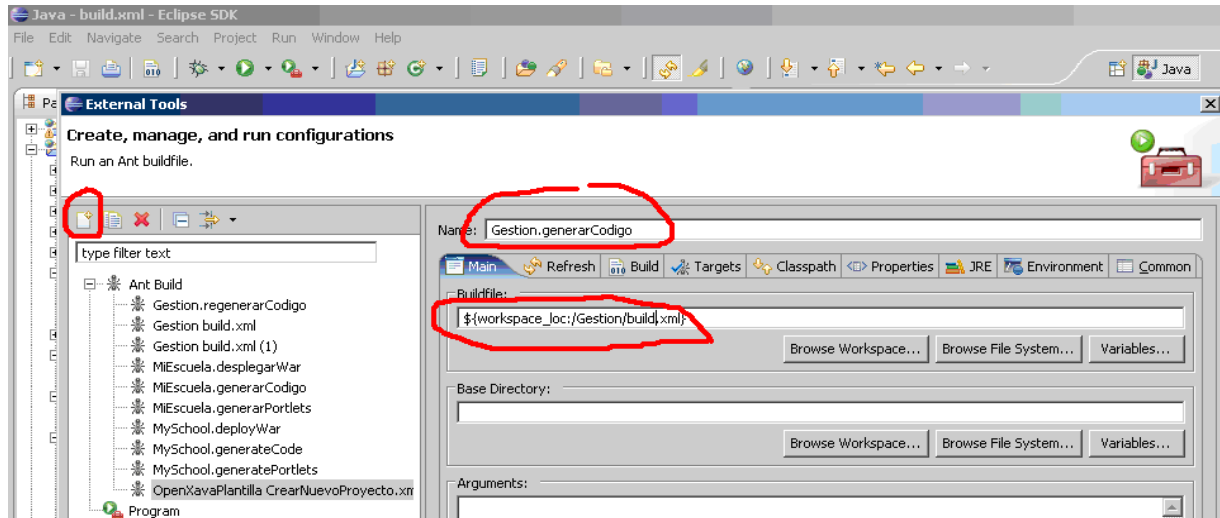 Java - build.xml - Eclipse SDK
File Edit Navigate Search Project Run Window Help
Java
External Tools
Create, manage, and run configurations
Run an Ant buildfile.
Name: Gestion.generarCodigo
type filter text
Main Refresh Build Targets Classpath Properties JRE Environment Common
Ant Build
Buildfile:
Gestion.regenerarCodigo
${workspace_loc:/Gestion/build.xml}
Gestion build.xml
Gestion build.xml (1)
Browse Workspace... Browse File System... Variables...
MiEscuela.desplegarWar
MiEscuela.generarCodigo
Base Directory:
MiEscuela.generarPortlets
MySchool.deployWar
MySchool.generateCode
Browse Workspace... Browse File System... Variables...
MySchool.generatePortlets
OpenXavaPlantilla CrearNuevoProyecto.xm
Arguments:
Program